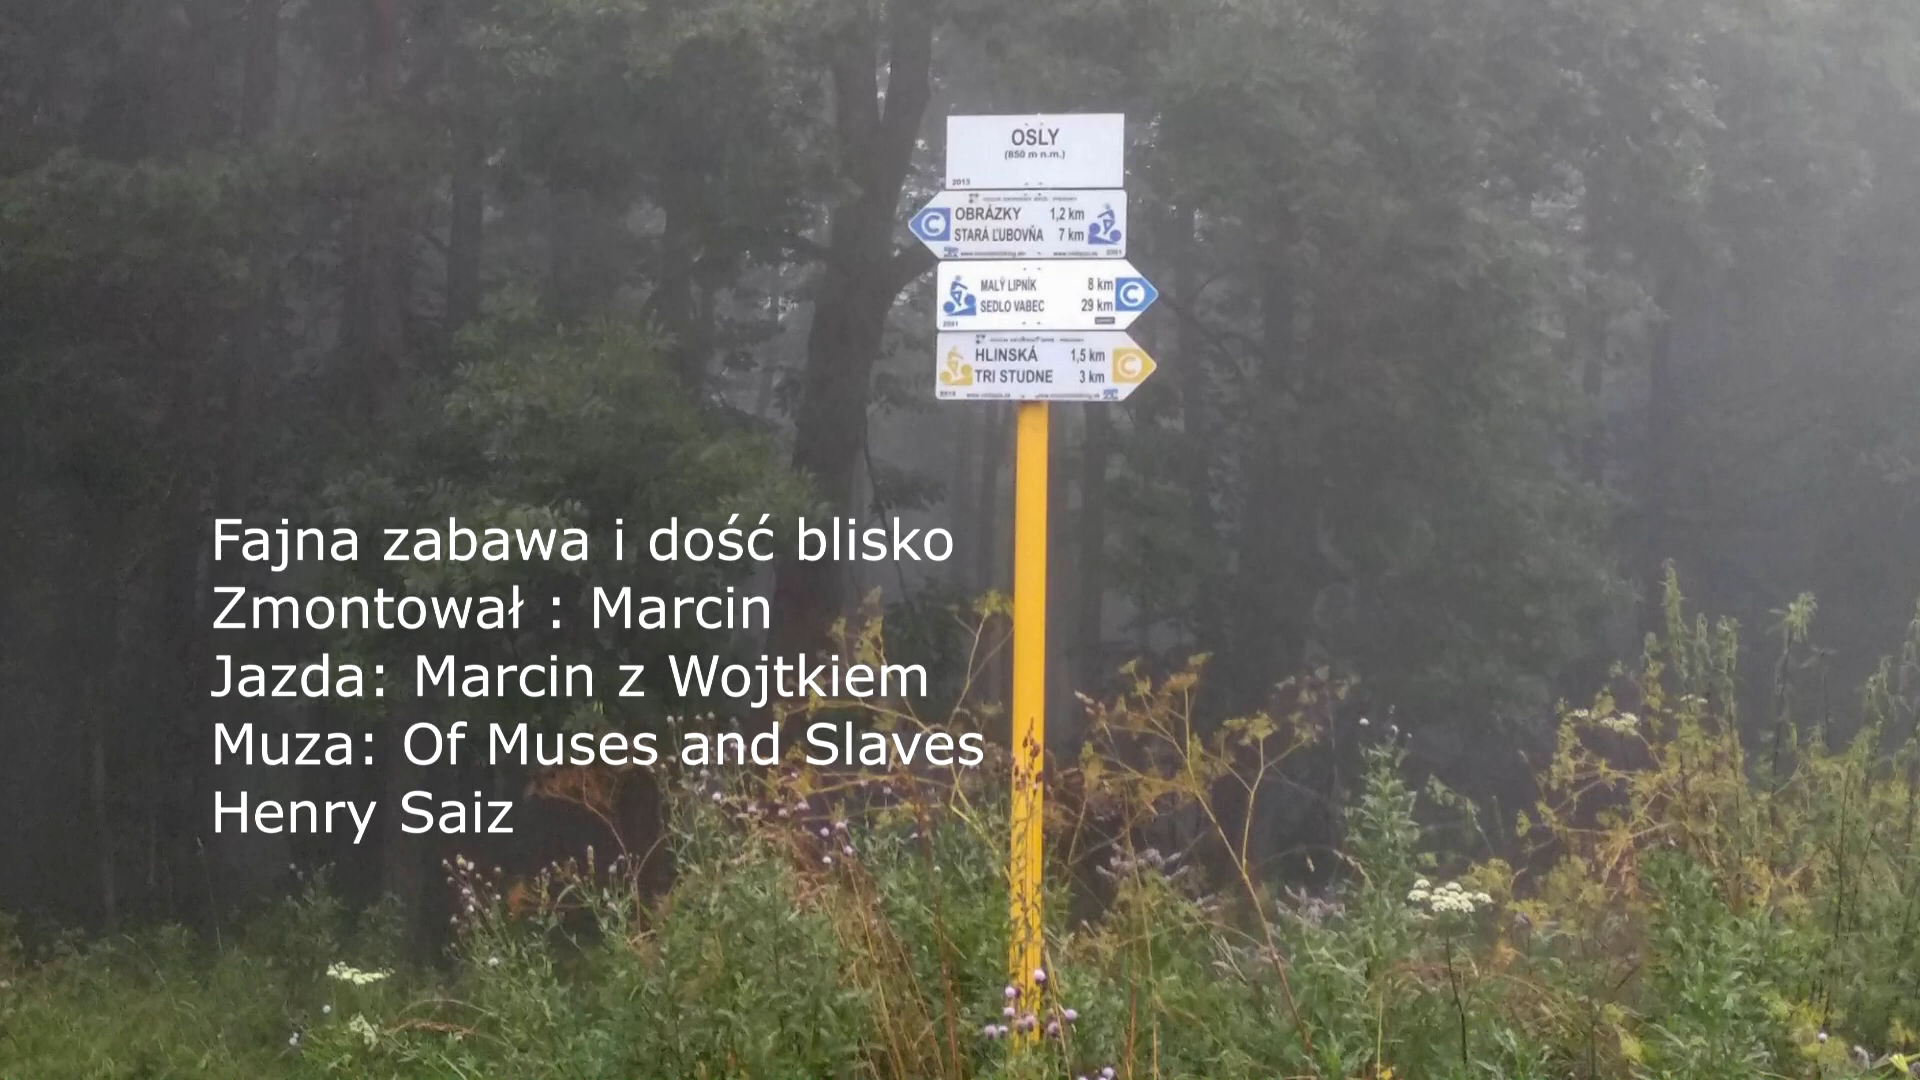 OSLY
(850 m n.m.)
2013
OBRÁZKY 1,2 km
STARÁ ĽUBOVŇA 7 km
MALÝ LIPNÍK 8 km
SEDLO VABEC 29 km
HLINSKÁ 1,5 km
TRI STUDNE 3 km
Fajna zabawa i dość blisko
Zmontował : Marcin
Jazda: Marcin z Wojtkiem
Muza: Of Muses and Slaves
Henry Saiz